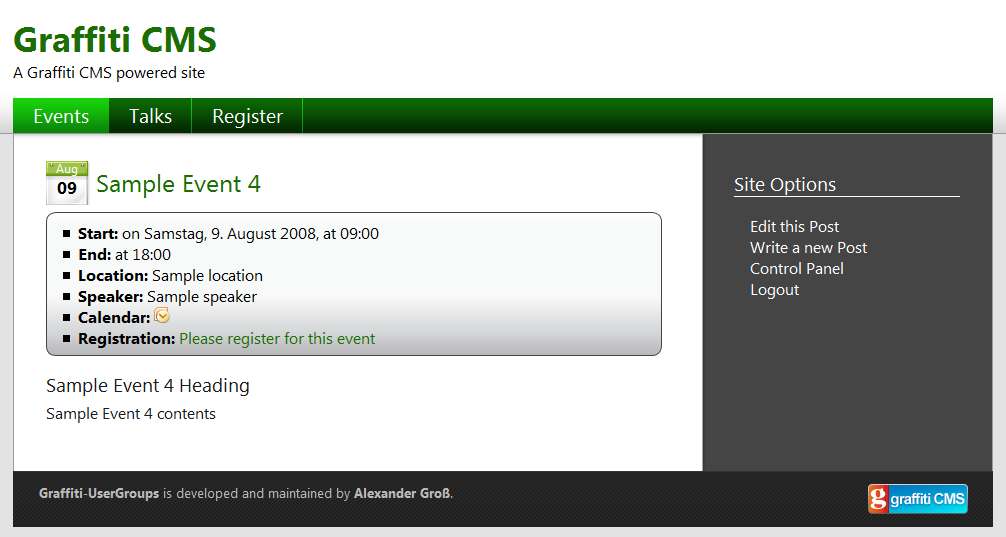 Graffiti CMS
A Graffiti CMS powered site
Events Talks Register
Aug
09
Sample Event 4
Start: on Samstag, 9. August 2008, at 09:00
End: at 18:00
Location: Sample location
Speaker: Sample speaker
Calendar:
Registration: Please register for this event
Sample Event 4 Heading
Sample Event 4 contents
Site Options
Edit this Post
Write a new Post
Control Panel
Logout
Graffiti-UserGroups is developed and maintained by Alexander Groß.
g graffiti CMS